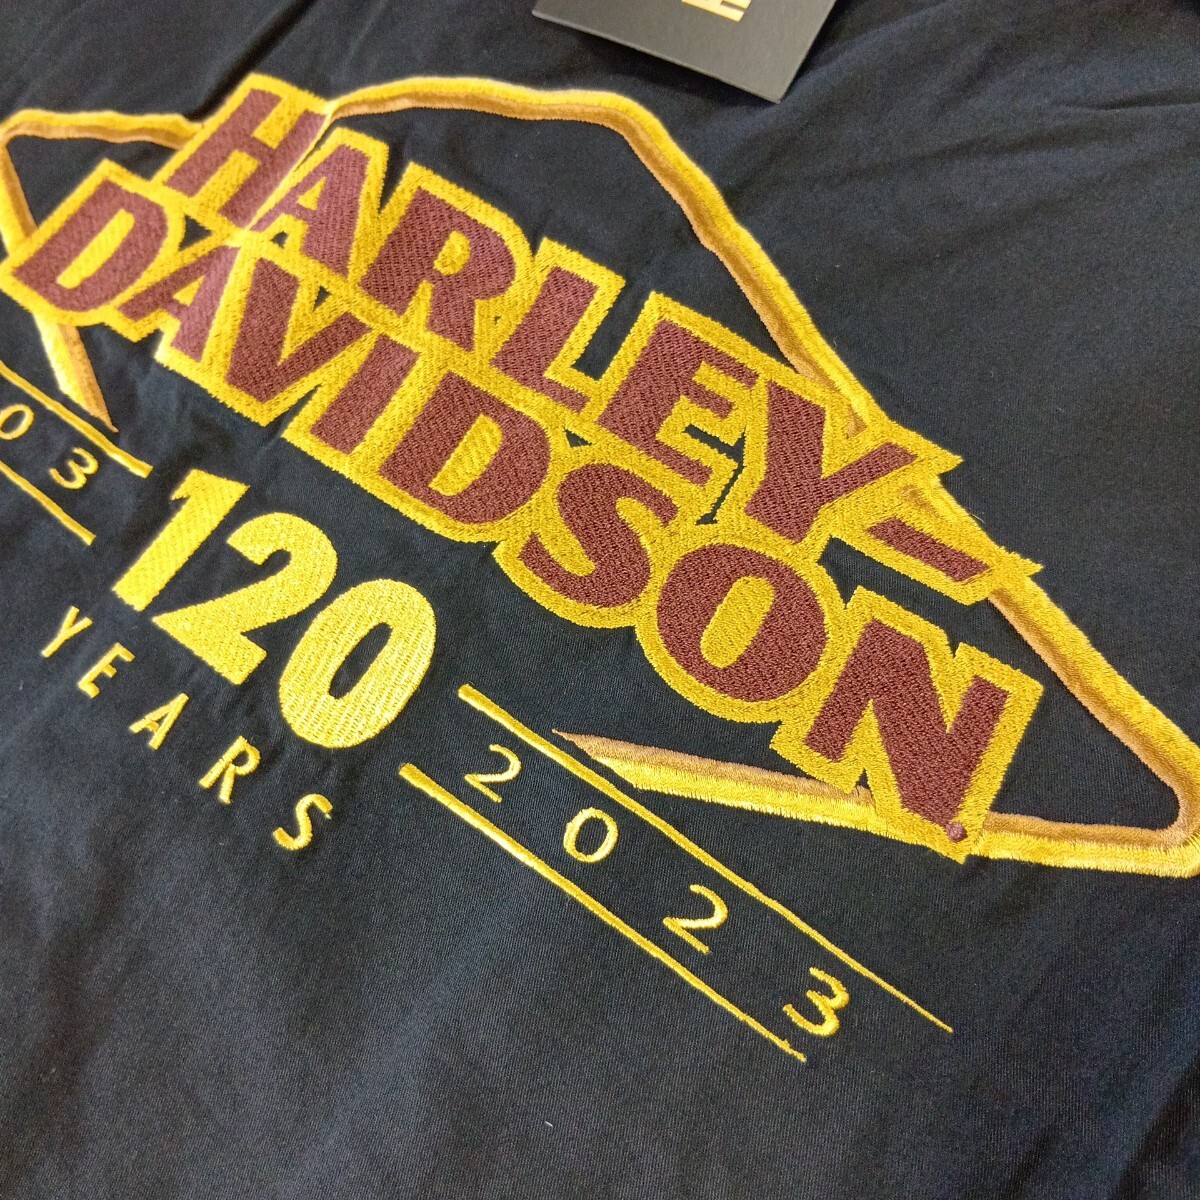 HARLEY-
DAVIDSON
03 120 2023
YEARS